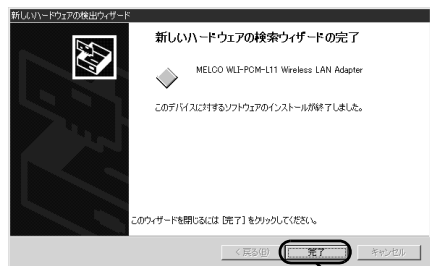 新しいハードウェアの検出ウィザード
新しいハードウェアの検索ウィザードの完了
MELCO WLI-PCM-L11 Wireless LAN Adapter
このデバイスに対するソフトウェアのインストールが終了しました。
このウィザードを閉じるには [完了] をクリックしてください。
< 戻る(B)
完了
キャンセル